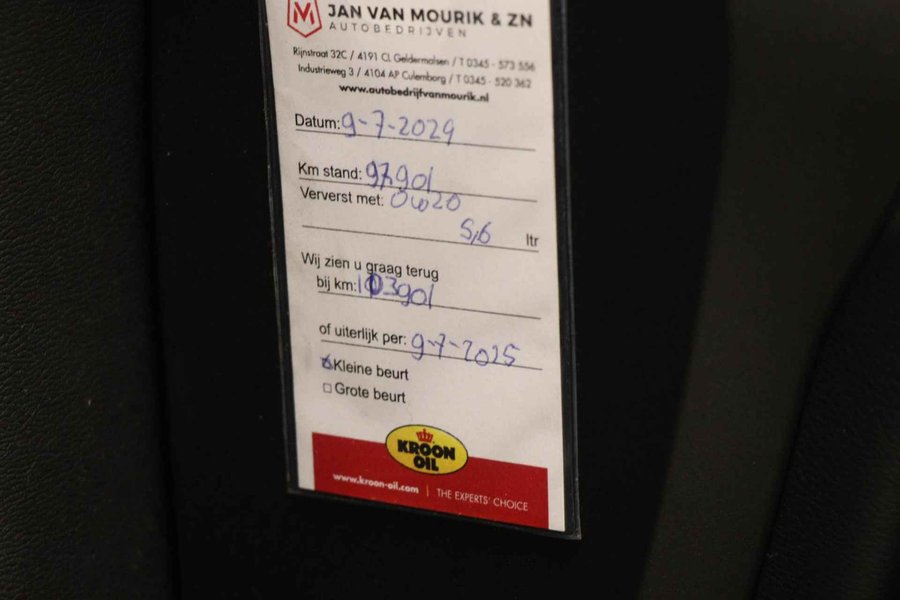 JAN VAN MOURIK & ZN
AUTOBEDRIJVEN
Rijnstraat 32C / 4191 CL Geldermalsen / T 0345 - 573 556
Industrieweg 3 / 4104 AP Culemborg / T 0345 - 520 362
www.autobedrijfvanmourik.nl
Datum: 9-7-2024
Km stand: 97.901
Ververst met: 0W20
5,6 ltr
Wij zien u graag terug
bij km: 103901
of uiterlijk per: 9-7-2025
Kleine beurt
Grote beurt
KROON
OIL
www.kroon-oil.com | THE EXPERTS' CHOICE